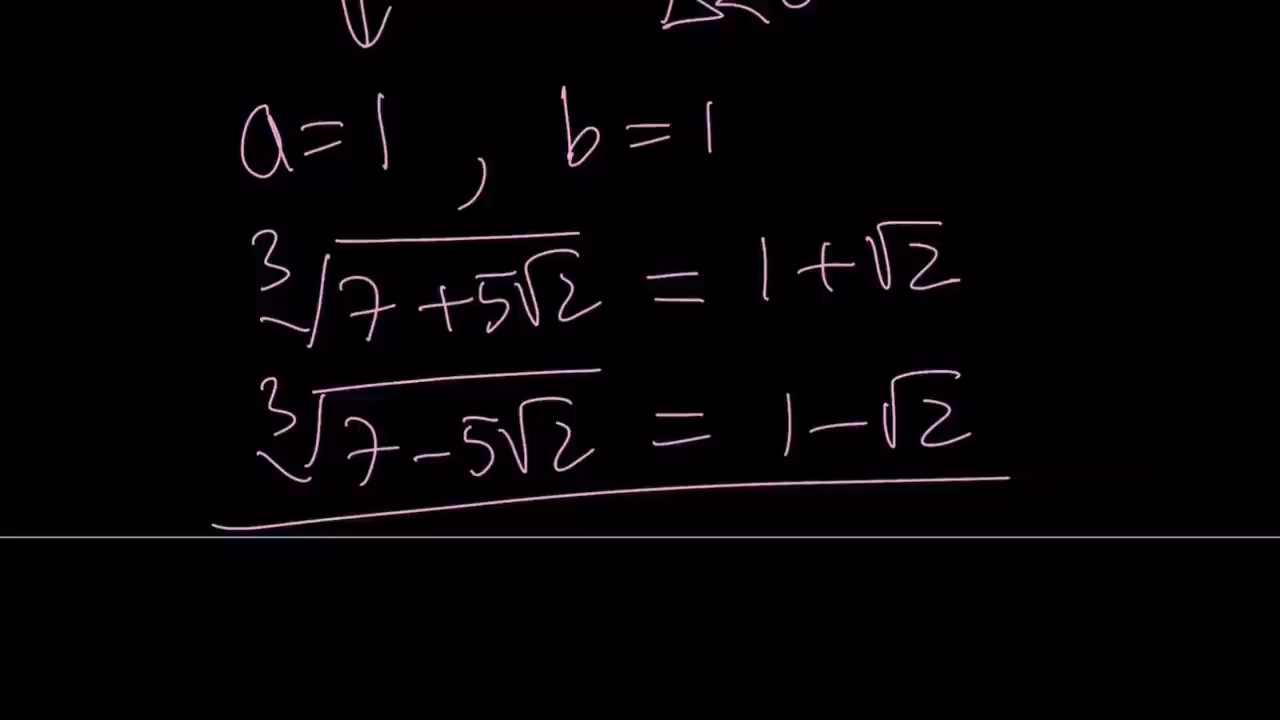 a = 1 , b = 1
∛(7 + 5√2) = 1 + √2
∛(7 - 5√2) = 1 - √2